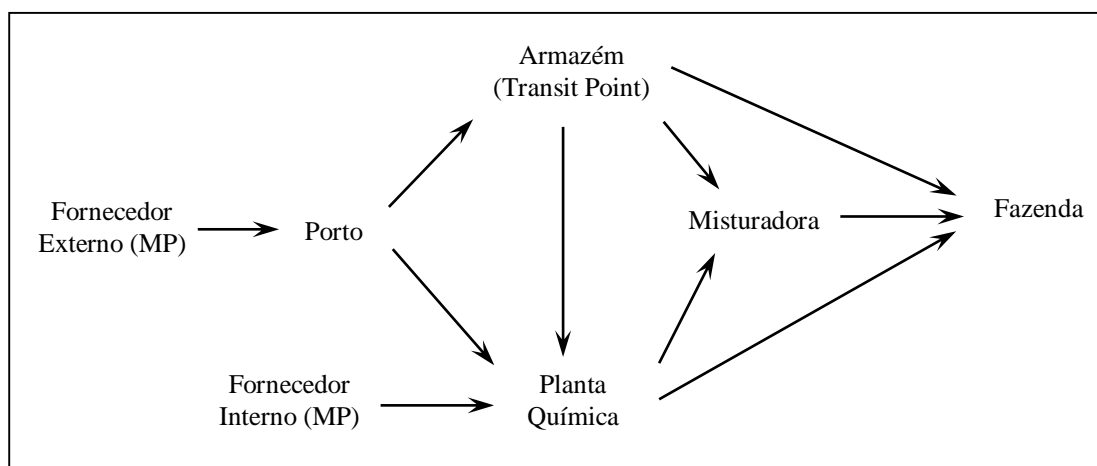 Armazém
(Transit Point)
Fornecedor
Externo (MP)
Porto
Misturadora
Fazenda
Fornecedor
Interno (MP)
Planta
Química